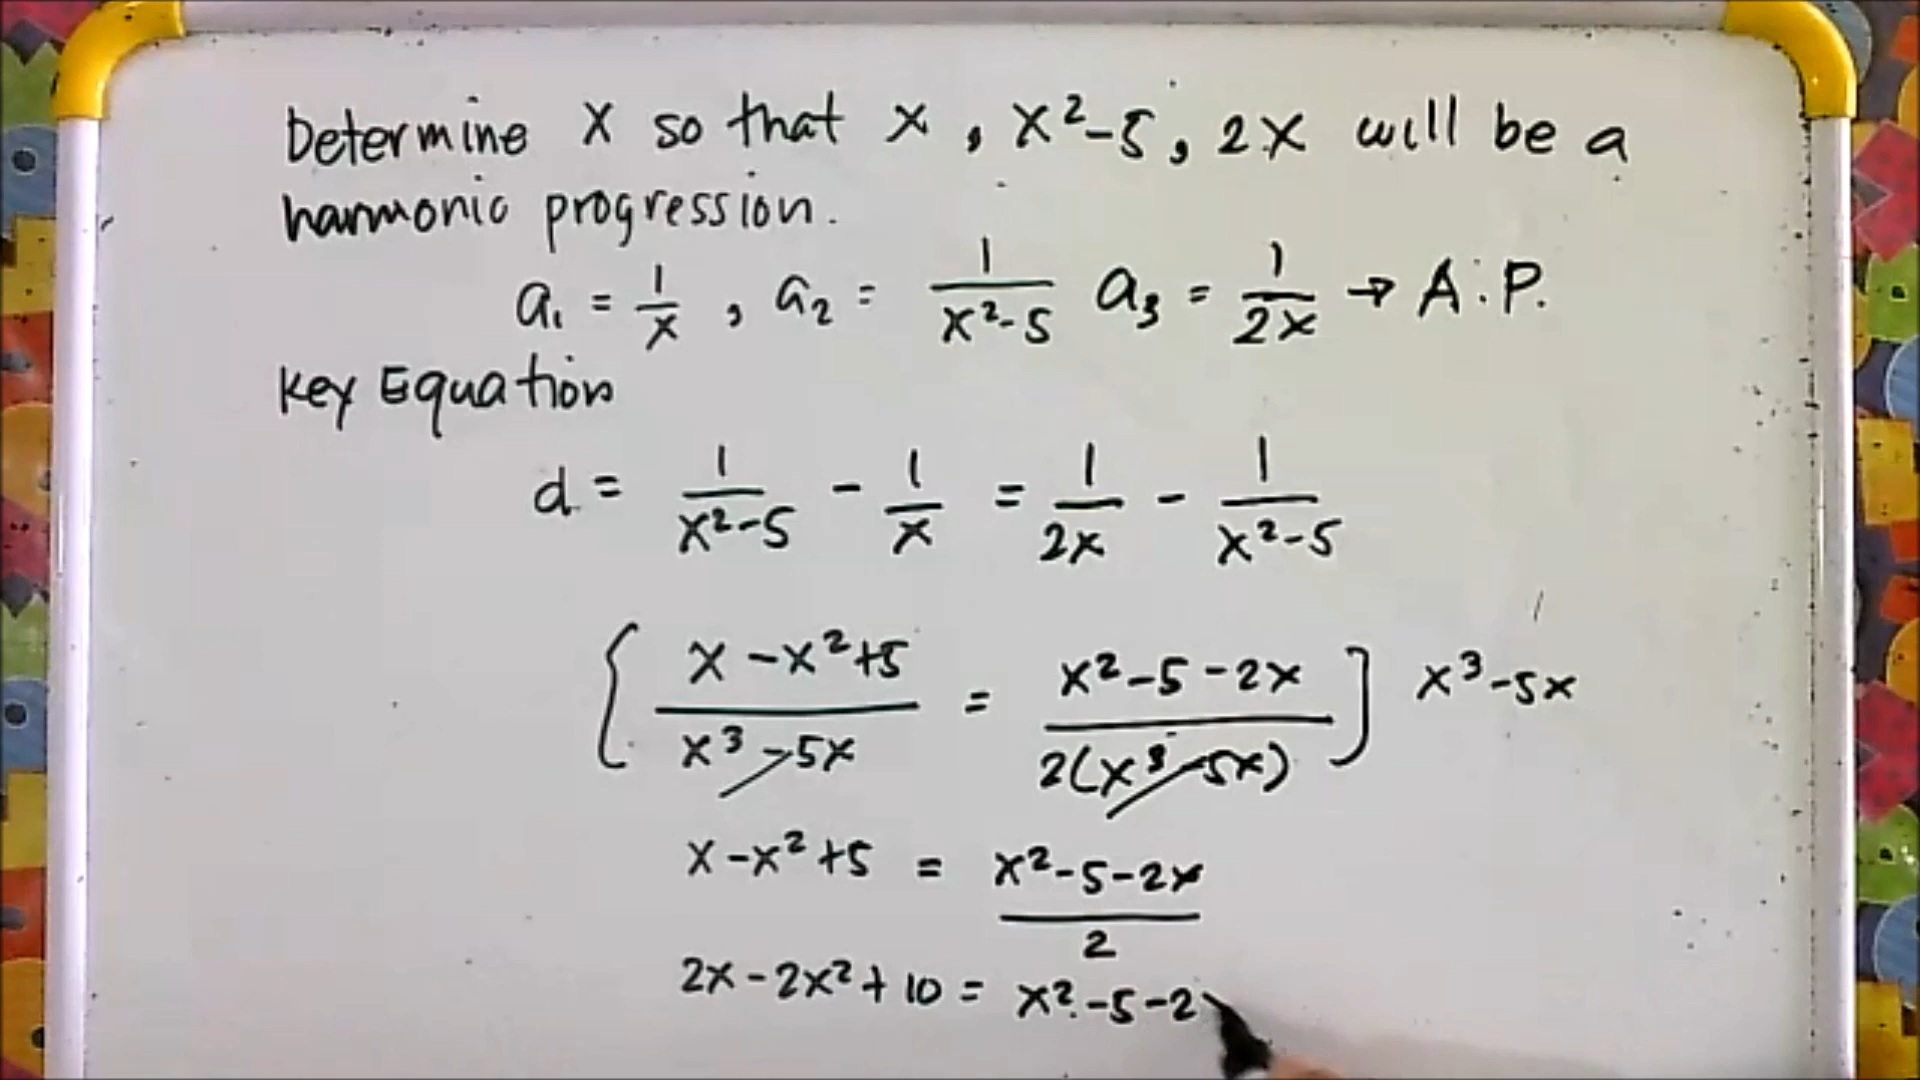 Determine x so that x, x²-5, 2x will be a
harmonic progression.
a₁ = 1/x, a₂ = 1/(x²-5) a₃ = 1/2x → A.P.
Key Equation
d = 1/(x²-5) - 1/x = 1/2x - 1/(x²-5)
[(x-x²+5)/(x³-5x) = (x²-5-2x)/(2(x³-5x))] x³-5x
x-x²+5 = (x²-5-2x)/2
2x-2x²+10 = x²-5-2